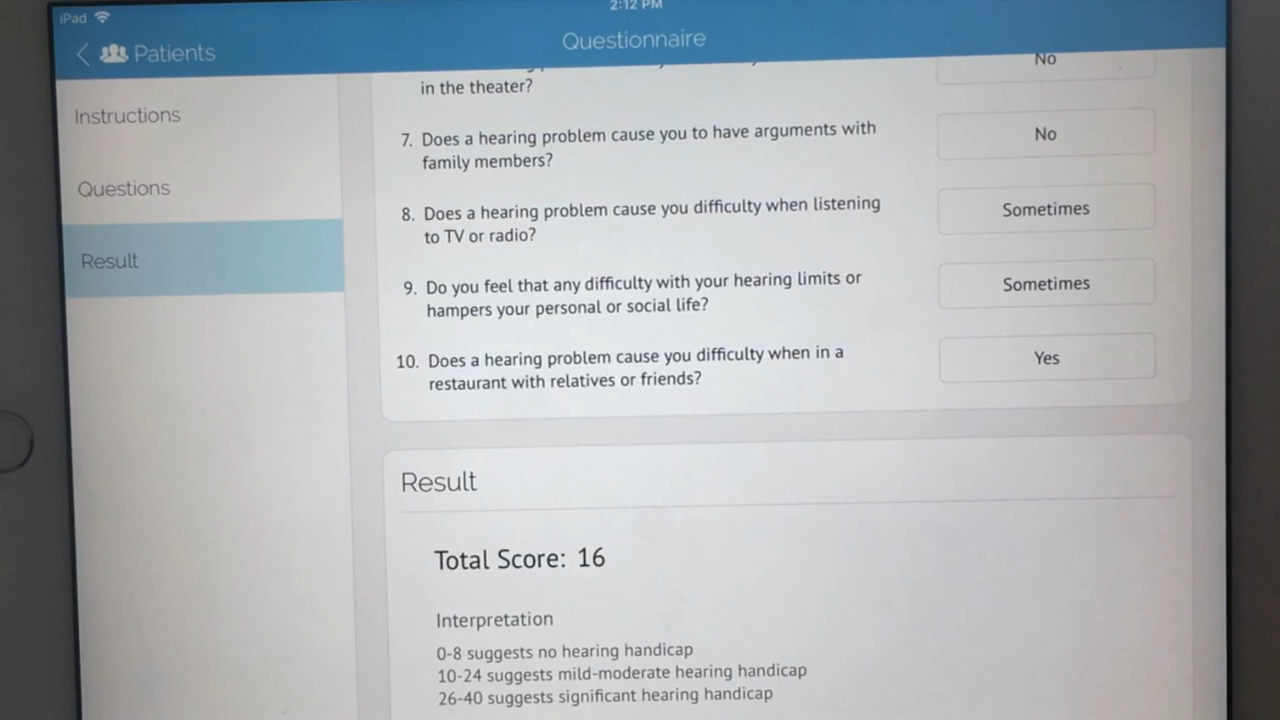 iPad
2:12 PM
Patients
Questionnaire
Instructions
Questions
Result
in the theater?
No
7. Does a hearing problem cause you to have arguments with
family members?
No
8. Does a hearing problem cause you difficulty when listening
to TV or radio?
Sometimes
9. Do you feel that any difficulty with your hearing limits or
hampers your personal or social life?
Sometimes
10. Does a hearing problem cause you difficulty when in a
restaurant with relatives or friends?
Yes
Result
Total Score: 16
Interpretation
0-8 suggests no hearing handicap
10-24 suggests mild-moderate hearing handicap
26-40 suggests significant hearing handicap